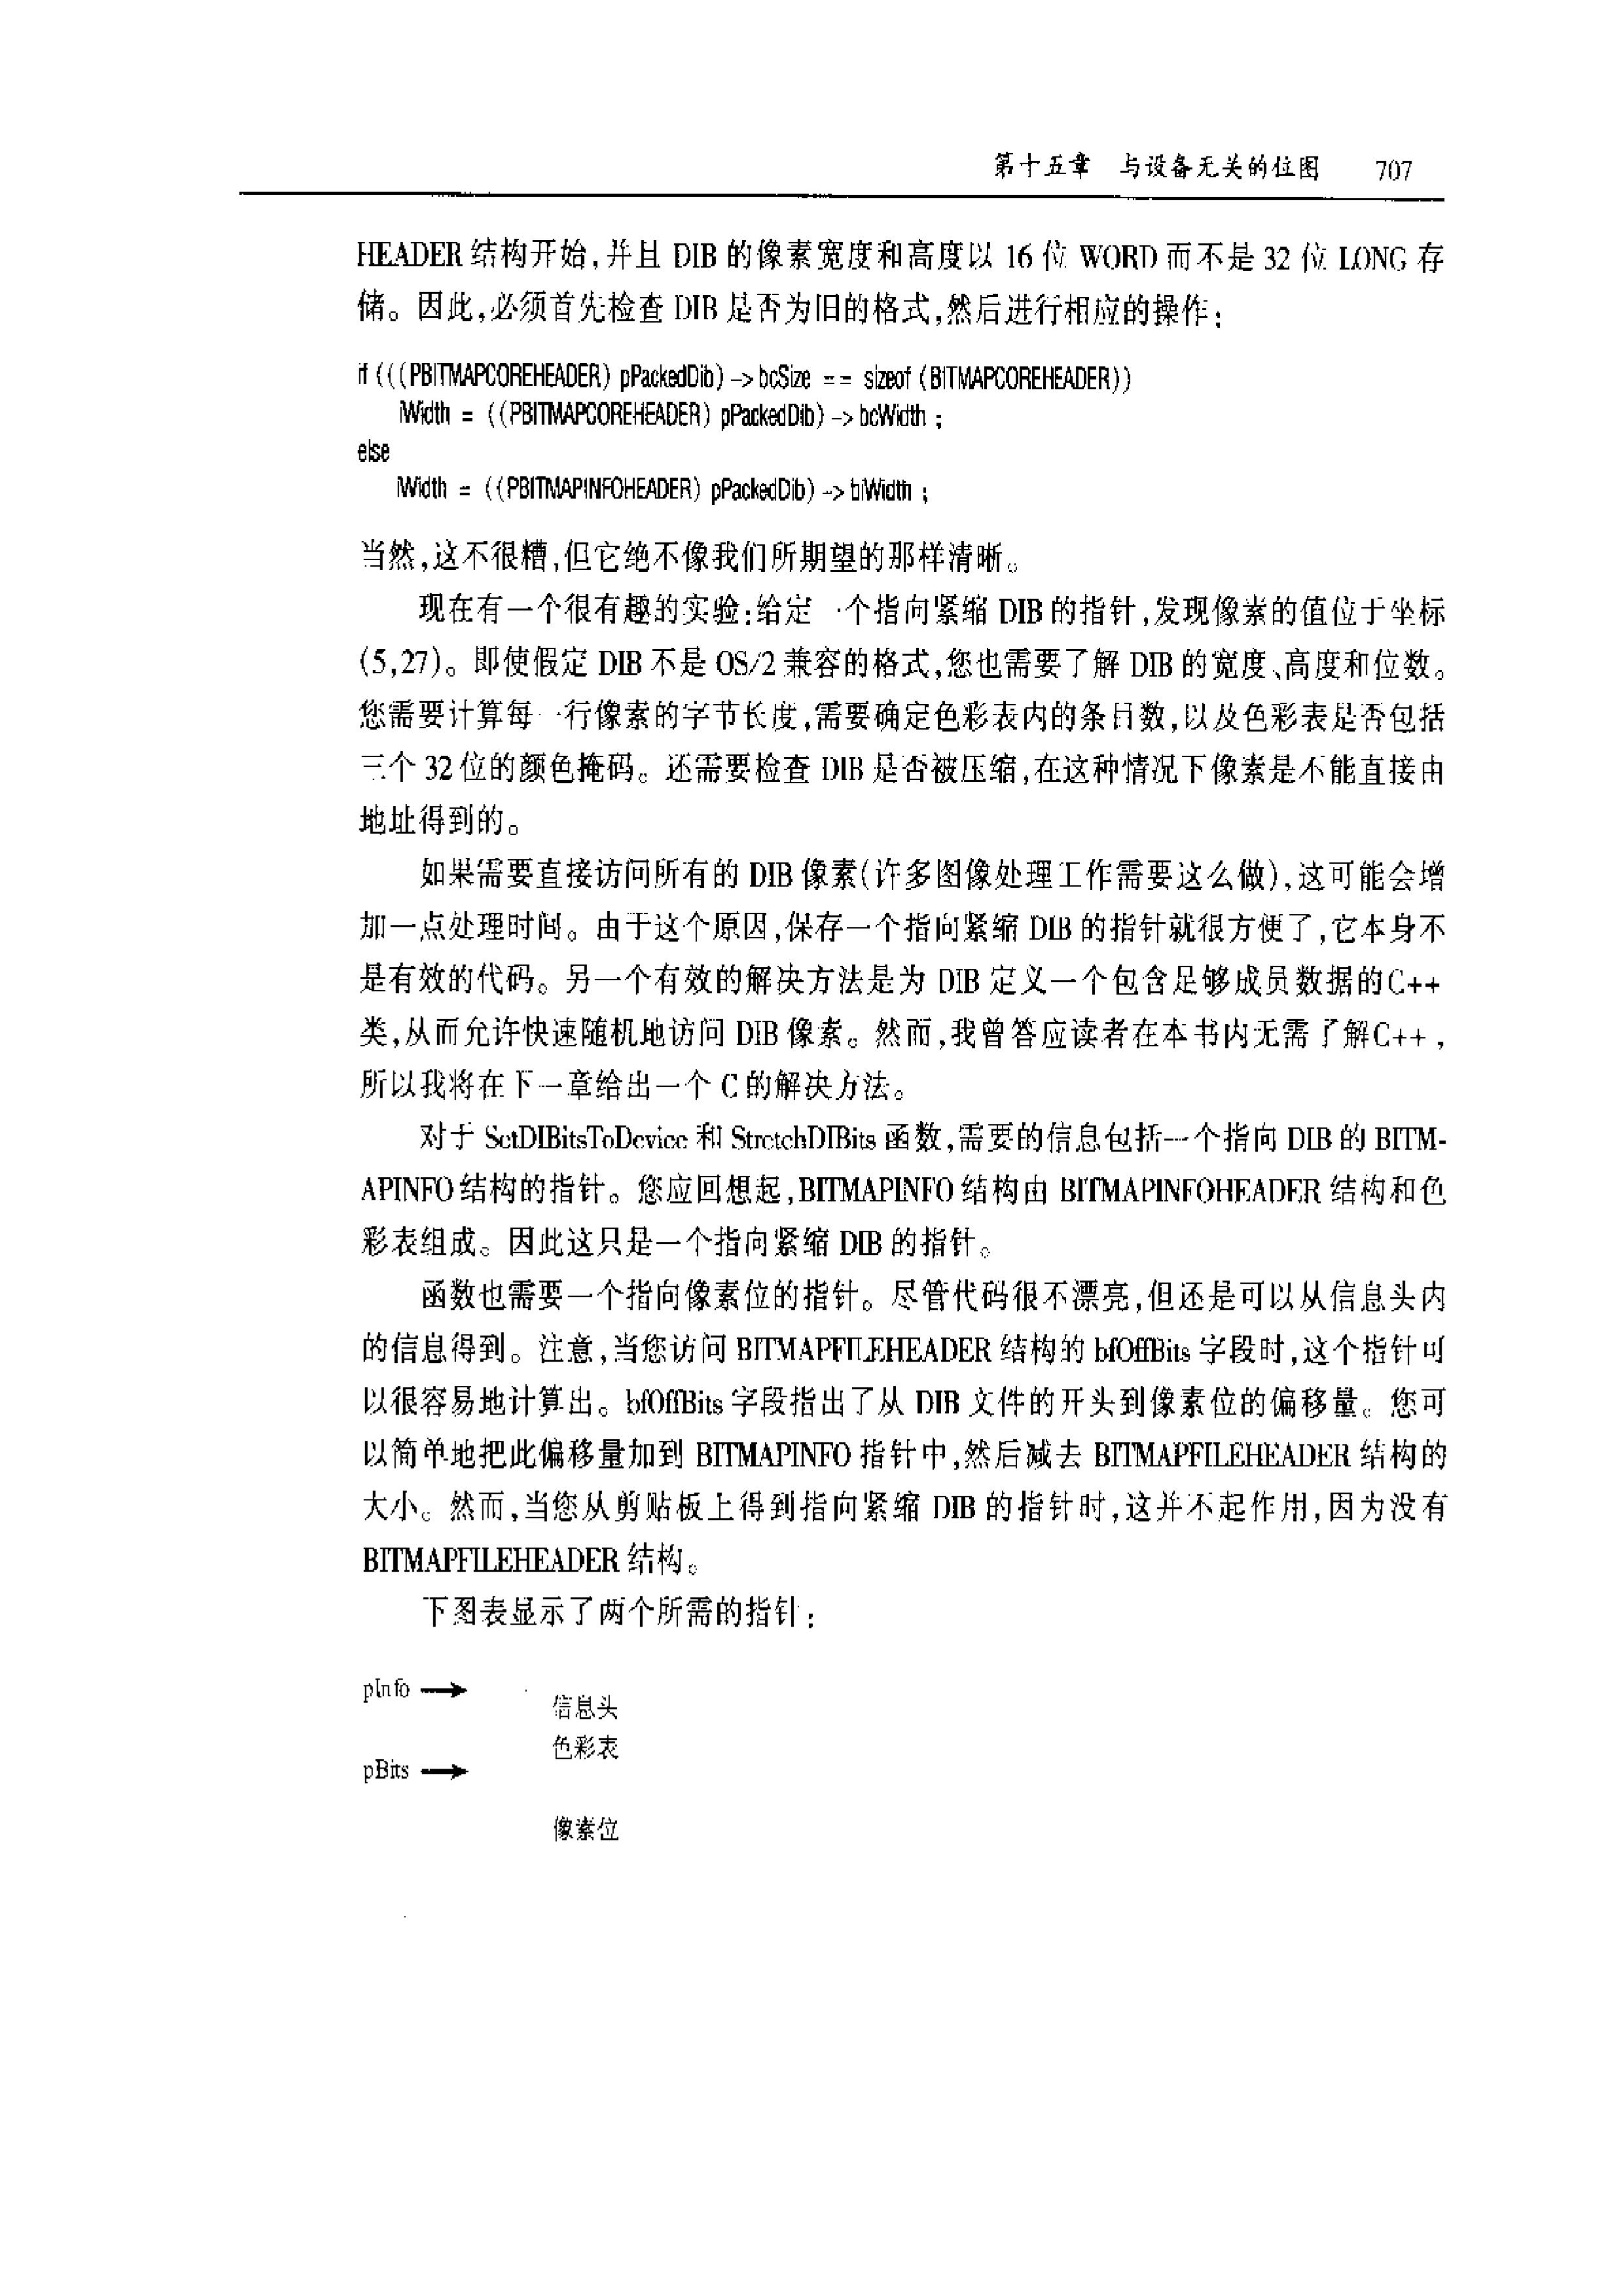 第十五章 与设备无关的位图 707
HEADER 结构开始,并且 DIB 的像素宽度和高度以 16 位 WORD 而不是 32 位 LONG 存
储。因此,必须首先检查 DIB 是否为旧的格式,然后进行相应的操作:
if (((PBITMAPCOREHEADER) pPackedDib) -> bcSize == sizeof (BITMAPCOREHEADER))
iWidth = ((PBITMAPCOREHEADER) pPackedDib) -> bcWidth ;
else
iWidth = ((PBITMAPINFOHEADER) pPackedDib) -> biWidth ;
当然,这不很糟,但它绝不像我们所期望的那样清晰。
现在有一个很有趣的实验:给定一个指向紧缩 DIB 的指针,发现像素的值位于坐标
(5,27)。即使假定 DIB 不是 OS/2 兼容的格式,您也需要了解 DIB 的宽度、高度和位数。
您需要计算每一行像素的字节长度,需要确定色彩表内的条目数,以及色彩表是否包括
三个 32 位的颜色掩码。还需要检查 DIB 是否被压缩,在这种情况下像素是不能直接由
地址得到的。
如果需要直接访问所有的 DIB 像素(许多图像处理工作需要这么做),这可能会增
加一点处理时间。由于这个原因,保存一个指向紧缩 DIB 的指针就很方便了,它本身不
是有效的代码。另一个有效的解决方法是为 DIB 定义一个包含足够成员数据的C++
类,从而允许快速随机地访问 DIB 像素。然而,我曾答应读者在本书内无需了解C++,
所以我将在下一章给出一个 C 的解决方法。
对于 SetDIBitsToDevice 和 StretchDIBits 函数,需要的信息包括一个指向 DIB 的 BITM-
APINFO 结构的指针。您应回想起,BITMAPINFO 结构由 BITMAPINFOHEADER 结构和色
彩表组成。因此这只是一个指向紧缩 DIB 的指针。
函数也需要一个指向像素位的指针。尽管代码很不漂亮,但还是可以从信息头内
的信息得到。注意,当您访问 BITMAPFILEHEADER 结构的 bfOffBits 字段时,这个指针可
以很容易地计算出。bfOffBits 字段指出了从 DIB 文件的开头到像素位的偏移量。您可
以简单地把此偏移量加到 BITMAPINFO 指针中,然后减去 BITMAPFILEHEADER 结构的
大小。然而,当您从剪贴板上得到指向紧缩 DIB 的指针时,这并不起作用,因为没有
BITMAPFILEHEADER 结构。
下图表显示了两个所需的指针:
pInfo
信息头
色彩表
pBits
像素位